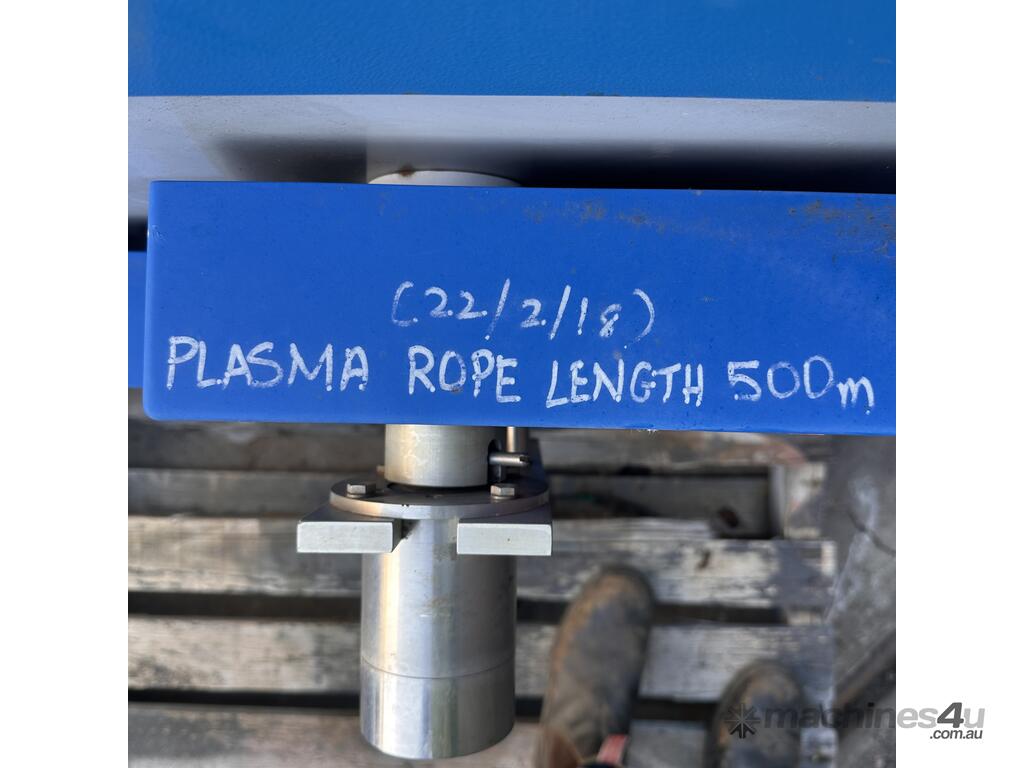 (22/2/18)
PLASMA ROPE LENGTH 500m
machines4u
.com.au